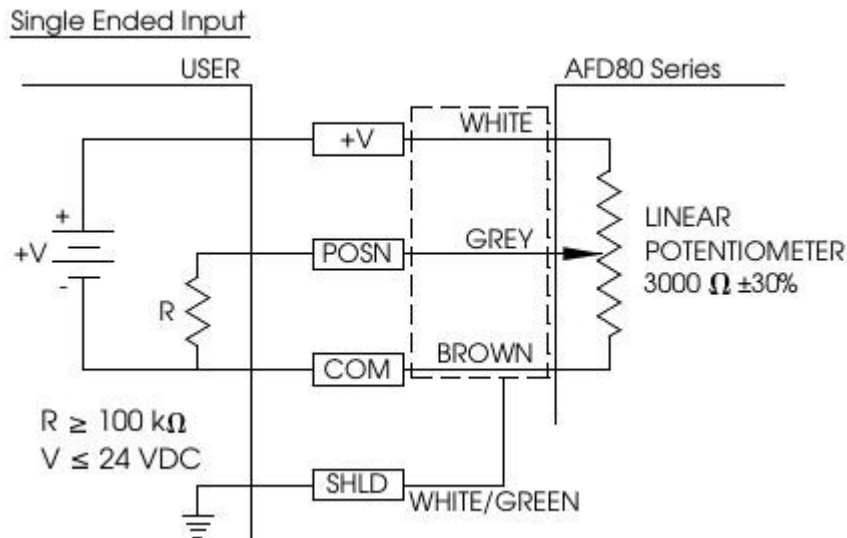 Single Ended Input
USER
AFD80 Series
+V
WHITE
+
+V
-
POSN
GREY
LINEAR
POTENTIOMETER
3000 Ω ±30%
R
COM
BROWN
R ≥ 100 kΩ
V ≤ 24 VDC
SHLD
WHITE/GREEN